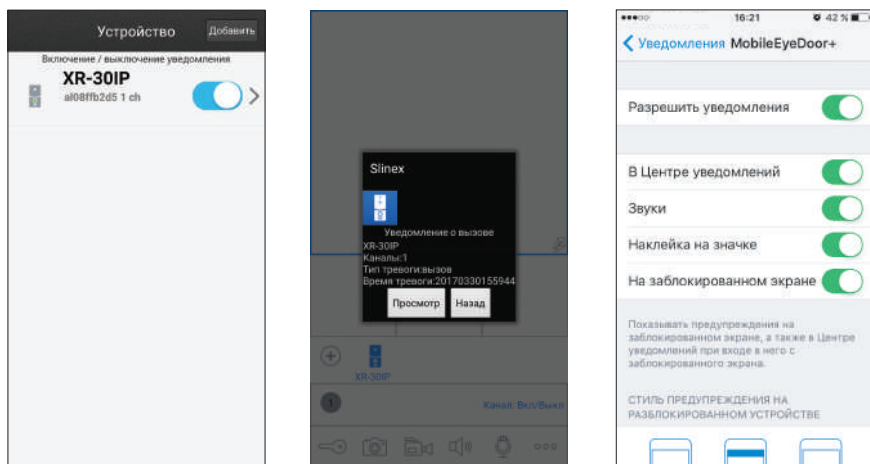 Устройство
Добавить
Включение / выключение уведомления
XR-30IP
al08ffb2d5 1 ch
Slinex
Уведомление о вызове
XR-30IP
Каналы:1
Тип тревоги:вызов
Время тревоги:20170330155944
Просмотр
Назад
XR-30IP
1
Канал: Вкл/Выкл
16:21
42 %
Уведомления MobileEyeDoor+
Разрешить уведомления
В Центре уведомлений
Звуки
Наклейка на значке
На заблокированном экране
Показывать предупреждения на
заблокированном экране, а также в Центре
уведомлений при входе в него с
заблокированного экрана.
СТИЛЬ ПРЕДУПРЕЖДЕНИЯ НА
РАЗБЛОКИРОВАННОМ УСТРОЙСТВЕ